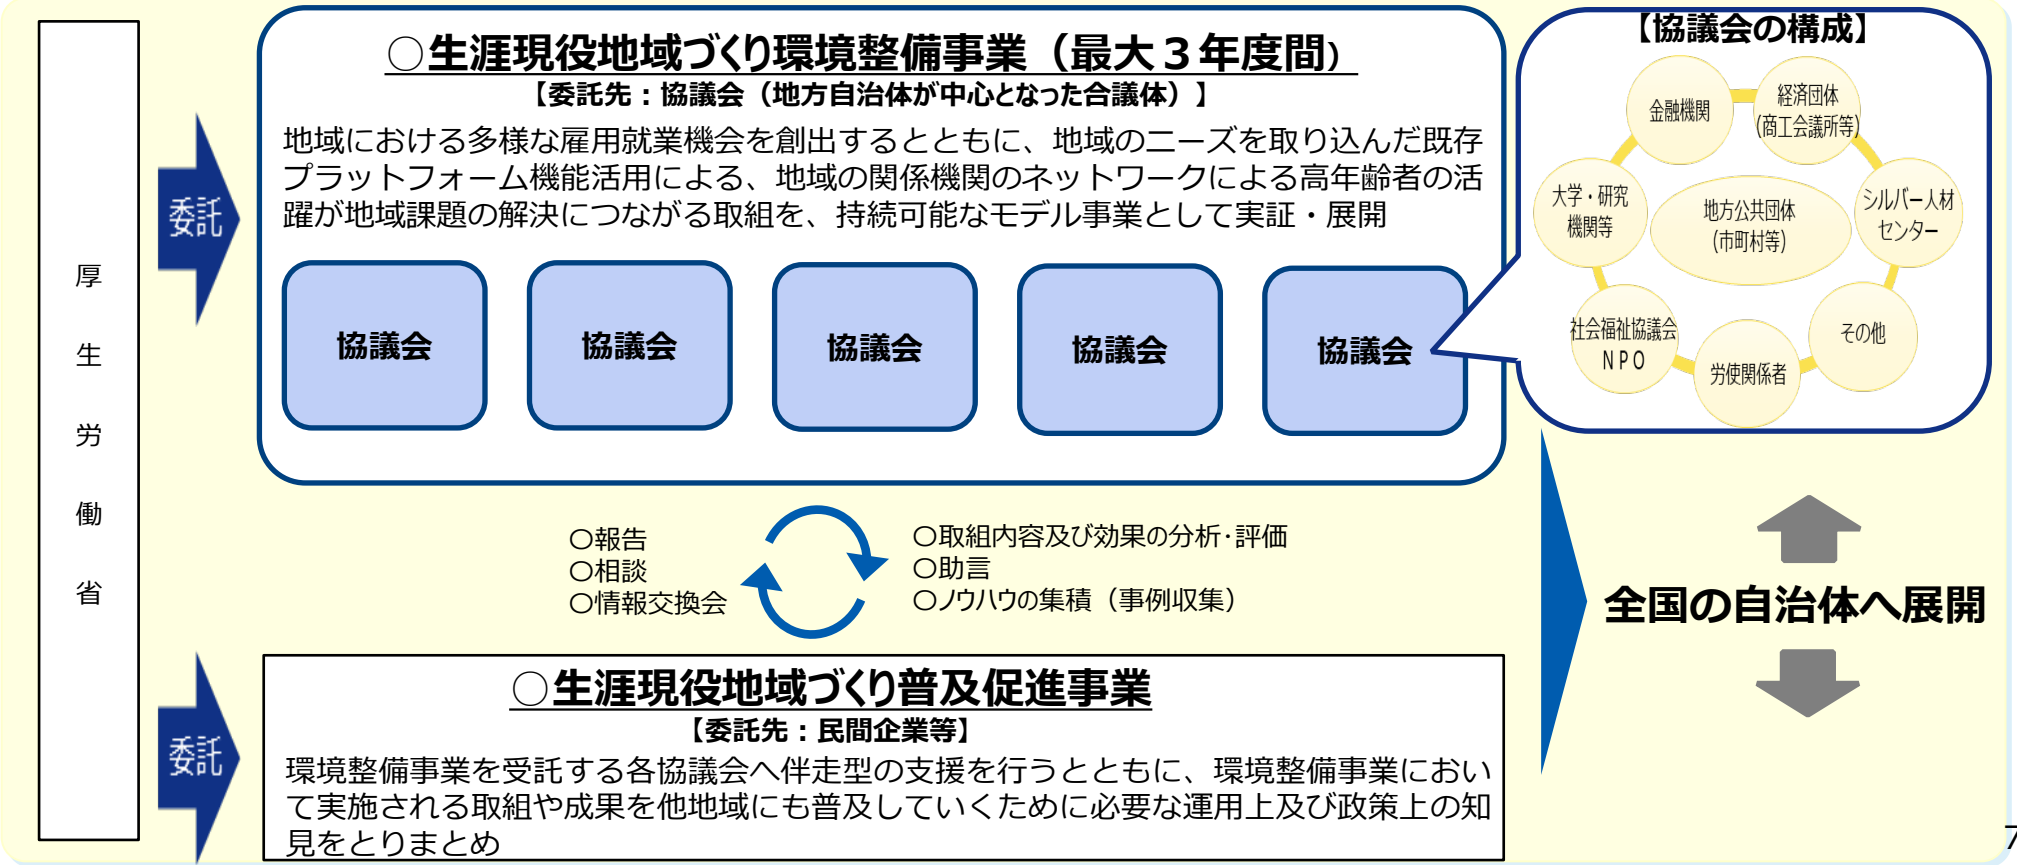 厚
生
労
働
省
委託
○生涯現役地域づくり環境整備事業（最大３年度間）
【委託先：協議会（地方自治体が中心となった合議体）】
地域における多様な雇用就業機会を創出するとともに、地域のニーズを取り込んだ既存
プラットフォーム機能活用による、地域の関係機関のネットワークによる高年齢者の活
躍が地域課題の解決につながる取組を、持続可能なモデル事業として実証・展開
協議会
協議会
協議会
協議会
協議会
【協議会の構成】
金融機関
経済団体
(商工会議所等)
大学・研究
機関等
地方公共団体
(市町村等)
シルバー人材
センター
社会福祉協議会
ＮＰＯ
労使関係者
その他
〇報告
〇相談
〇情報交換会
〇取組内容及び効果の分析･評価
〇助言
〇ノウハウの集積（事例収集）
全国の自治体へ展開
委託
○生涯現役地域づくり普及促進事業
【委託先：民間企業等】
環境整備事業を受託する各協議会へ伴走型の支援を行うとともに、環境整備事業におい
て実施される取組や成果を他地域にも普及していくために必要な運用上及び政策上の知
見をとりまとめ
7